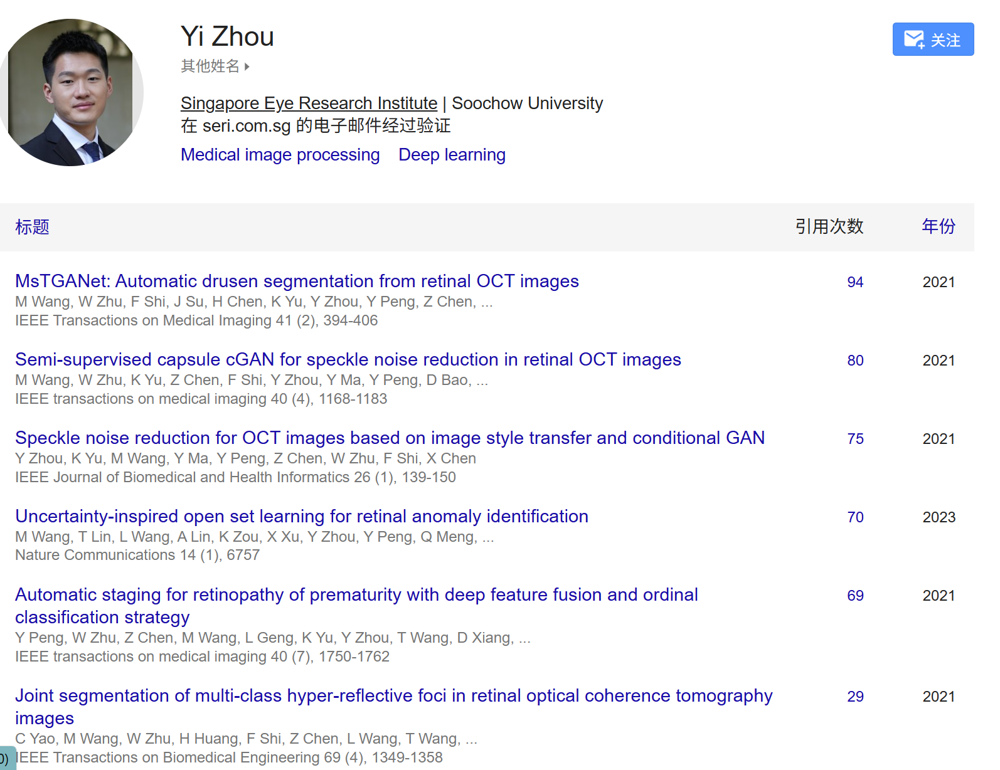 Yi Zhou
关注
其他姓名
Singapore Eye Research Institute | Soochow University
在 seri.com.sg 的电子邮件经过验证
Medical image processing Deep learning
标题 引用次数 年份
MsTGANet: Automatic drusen segmentation from retinal OCT images 94 2021
M Wang, W Zhu, F Shi, J Su, H Chen, K Yu, Y Zhou, Y Peng, Z Chen, ...
IEEE Transactions on Medical Imaging 41 (2), 394-406
Semi-supervised capsule cGAN for speckle noise reduction in retinal OCT images 80 2021
M Wang, W Zhu, K Yu, Z Chen, F Shi, Y Zhou, Y Ma, Y Peng, D Bao, ...
IEEE transactions on medical imaging 40 (4), 1168-1183
Speckle noise reduction for OCT images based on image style transfer and conditional GAN 75 2021
Y Zhou, K Yu, M Wang, Y Ma, Y Peng, Z Chen, W Zhu, F Shi, X Chen
IEEE Journal of Biomedical and Health Informatics 26 (1), 139-150
Uncertainty-inspired open set learning for retinal anomaly identification 70 2023
M Wang, T Lin, L Wang, A Lin, K Zou, X Xu, Y Zhou, Y Peng, Q Meng, ...
Nature Communications 14 (1), 6757
Automatic staging for retinopathy of prematurity with deep feature fusion and ordinal 69 2021
classification strategy
Y Peng, W Zhu, Z Chen, M Wang, L Geng, K Yu, Y Zhou, T Wang, D Xiang, ...
IEEE transactions on medical imaging 40 (7), 1750-1762
Joint segmentation of multi-class hyper-reflective foci in retinal optical coherence tomography 29 2021
images
C Yao, M Wang, W Zhu, H Huang, F Shi, Z Chen, L Wang, T Wang, ...
IEEE Transactions on Biomedical Engineering 69 (4), 1349-1358